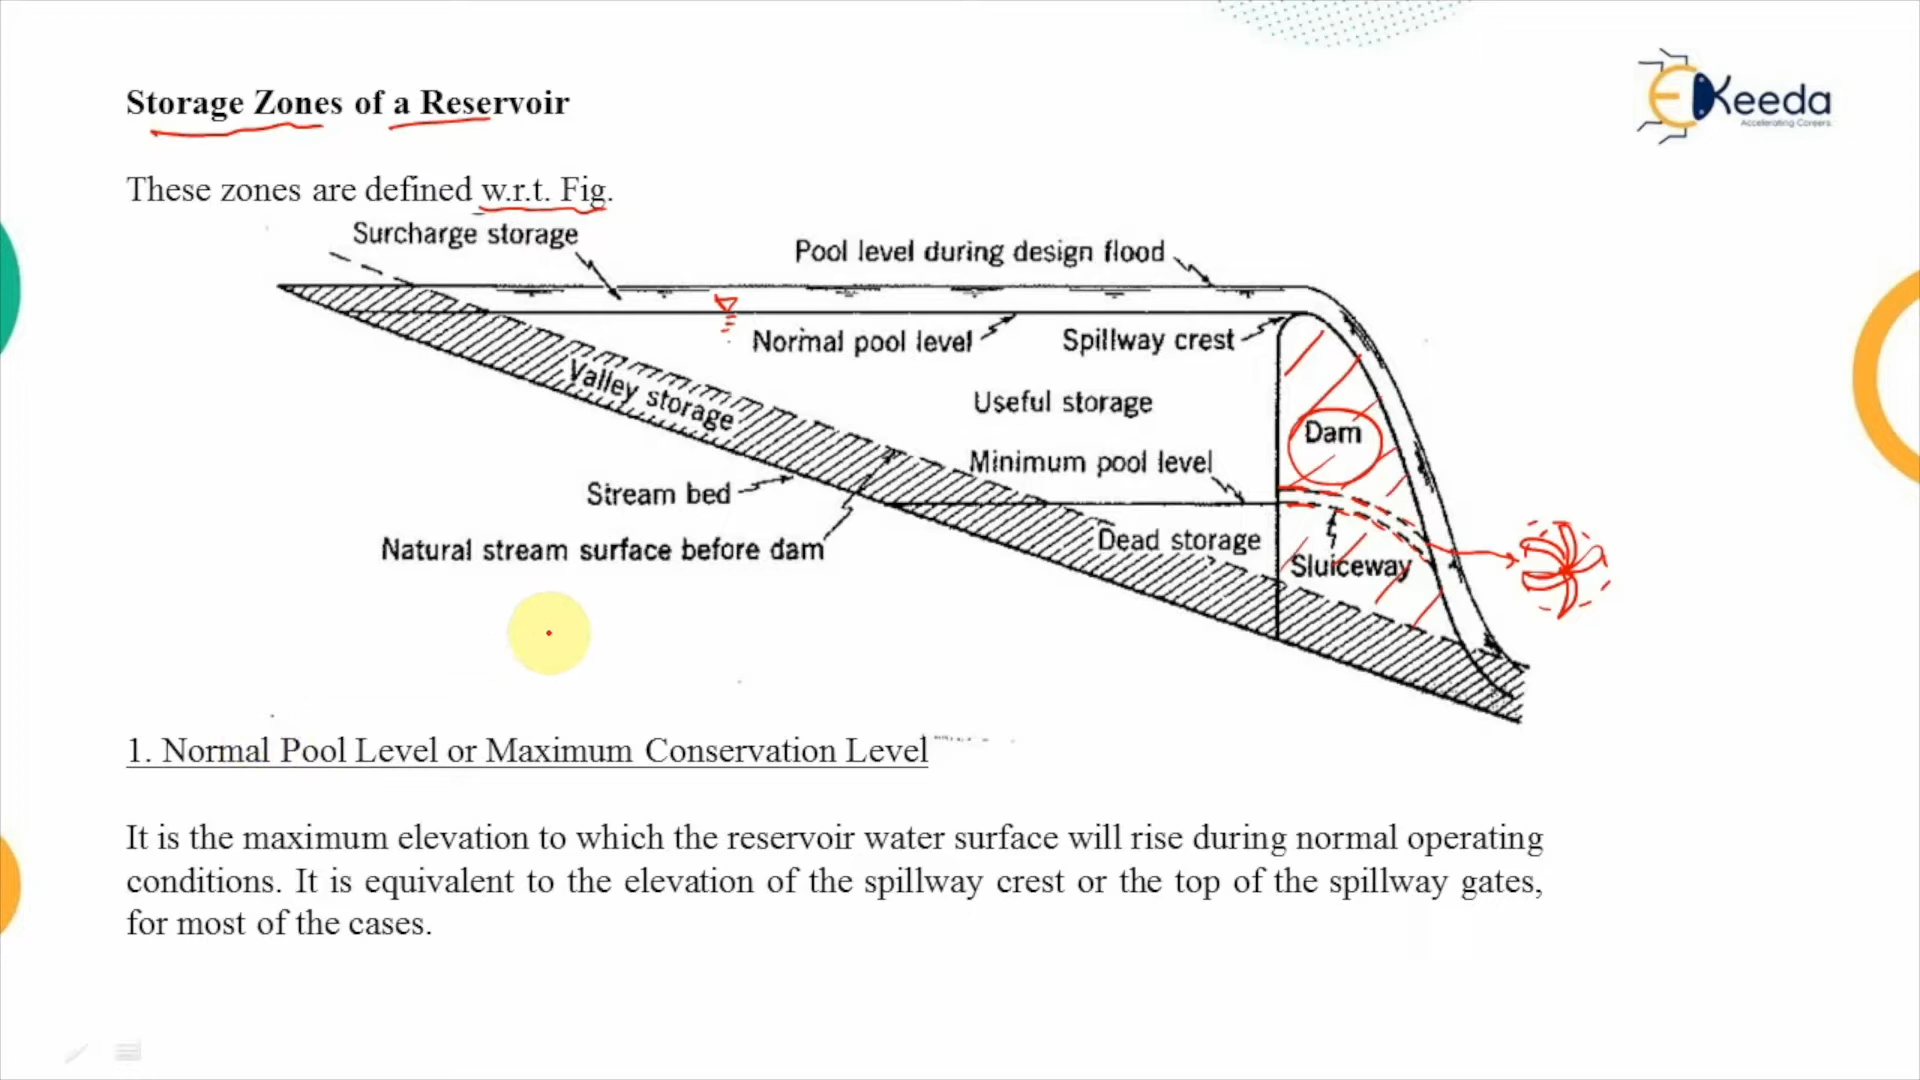 Storage Zones of a Reservoir
Keeda
Accelerating Careers
These zones are defined w.r.t. Fig.
Surcharge storage
Pool level during design flood
Normal pool level
Spillway crest
Valley storage
Useful storage
Dam
Minimum pool level
Stream bed
Natural stream surface before dam
Dead storage
Sluiceway
1. Normal Pool Level or Maximum Conservation Level
It is the maximum elevation to which the reservoir water surface will rise during normal operating
conditions. It is equivalent to the elevation of the spillway crest or the top of the spillway gates,
for most of the cases.